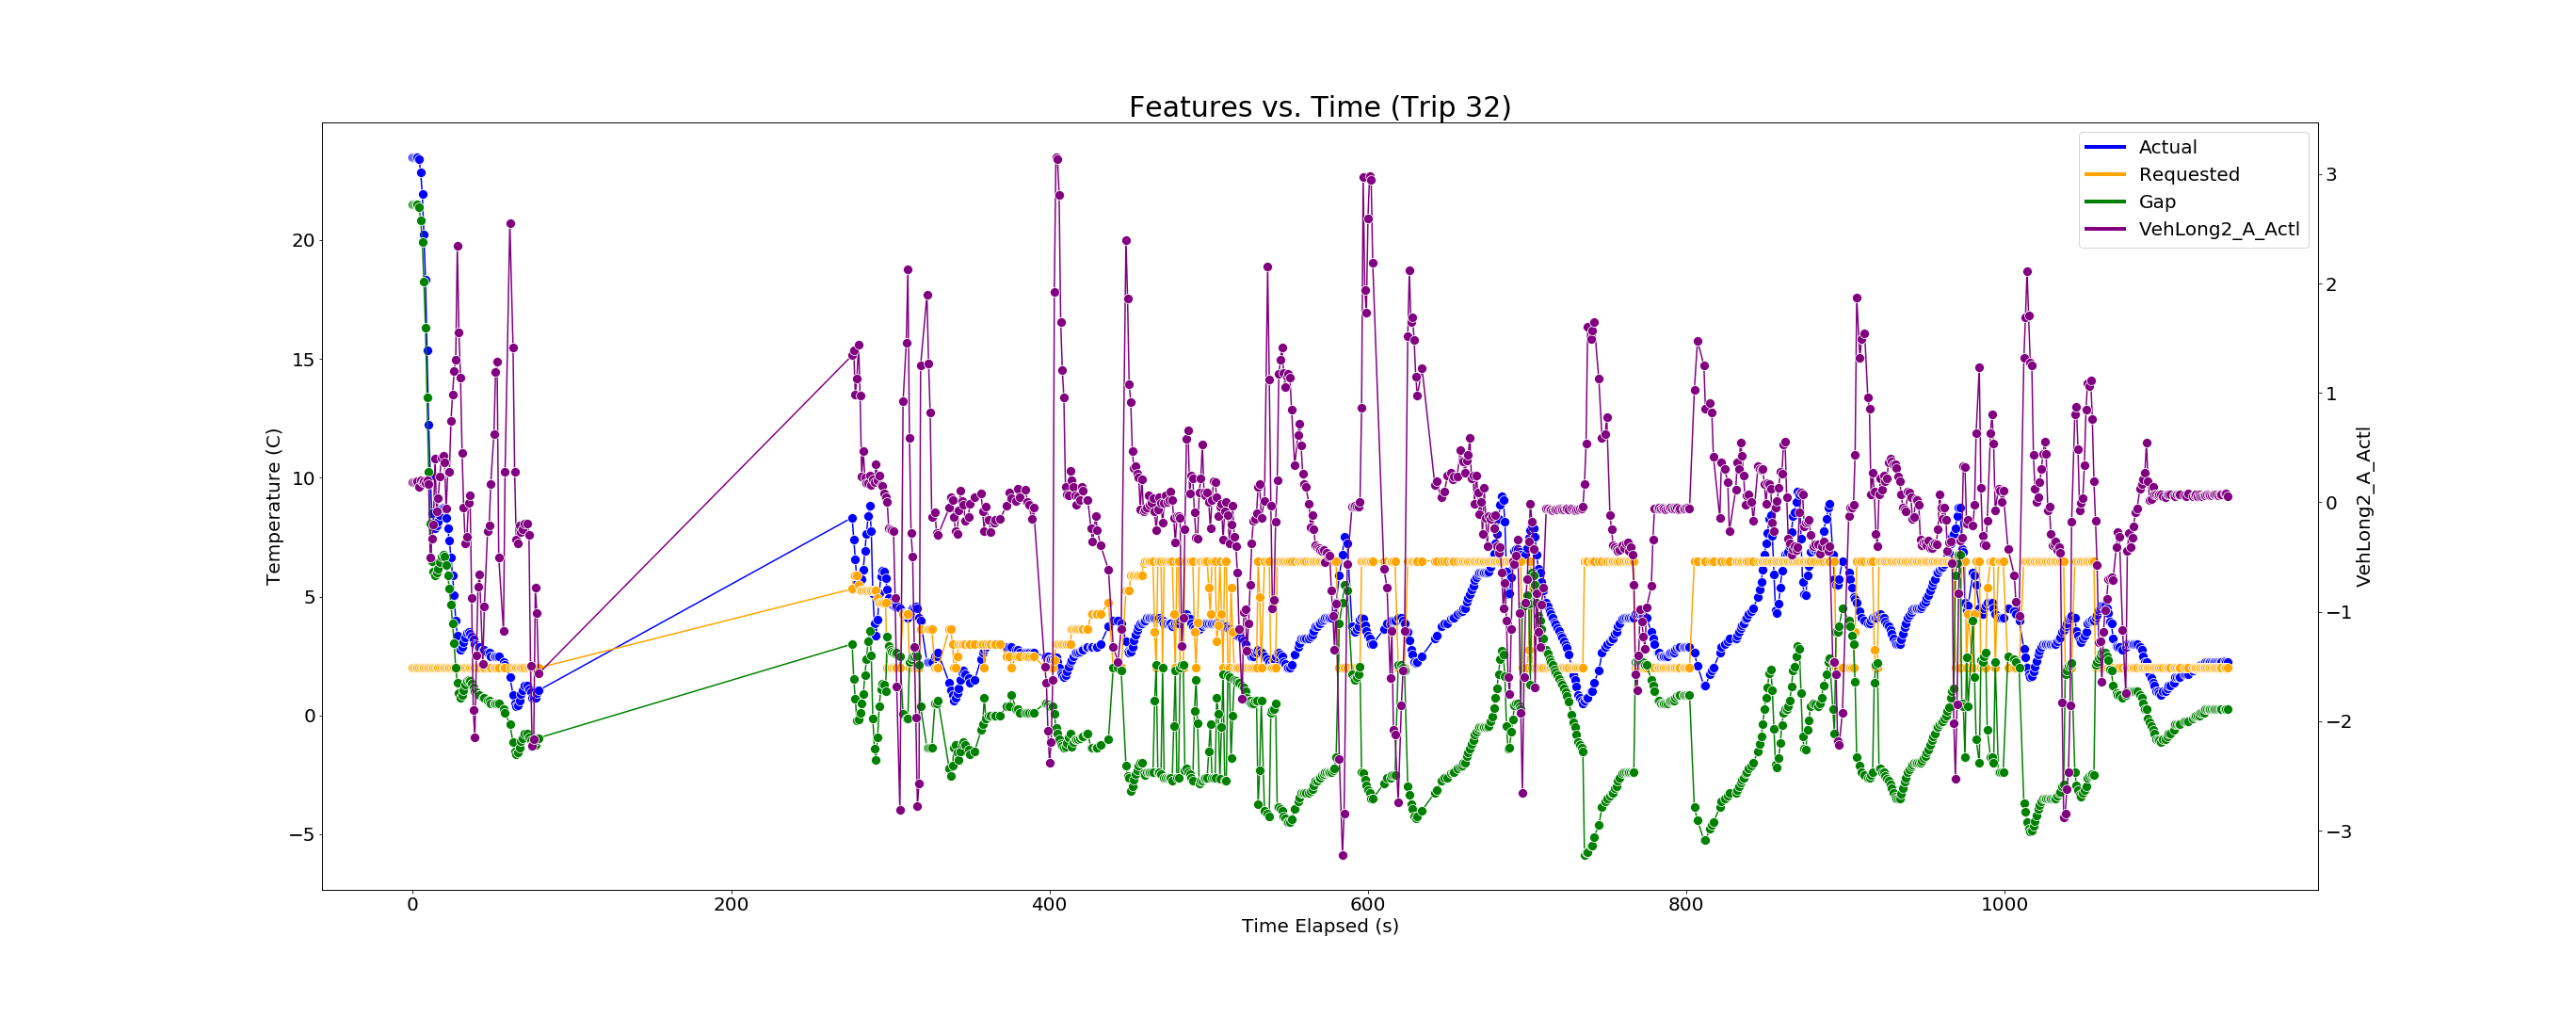 Features vs. Time (Trip 32)
Actual
Requested
Gap
VehLong2_A_Actl
Temperature (C)
20
15
10
5
0
−5
3
2
1
0
−1
−2
−3
VehLong2_A_Actl
0 200 400 600 800 1000
Time Elapsed (s)